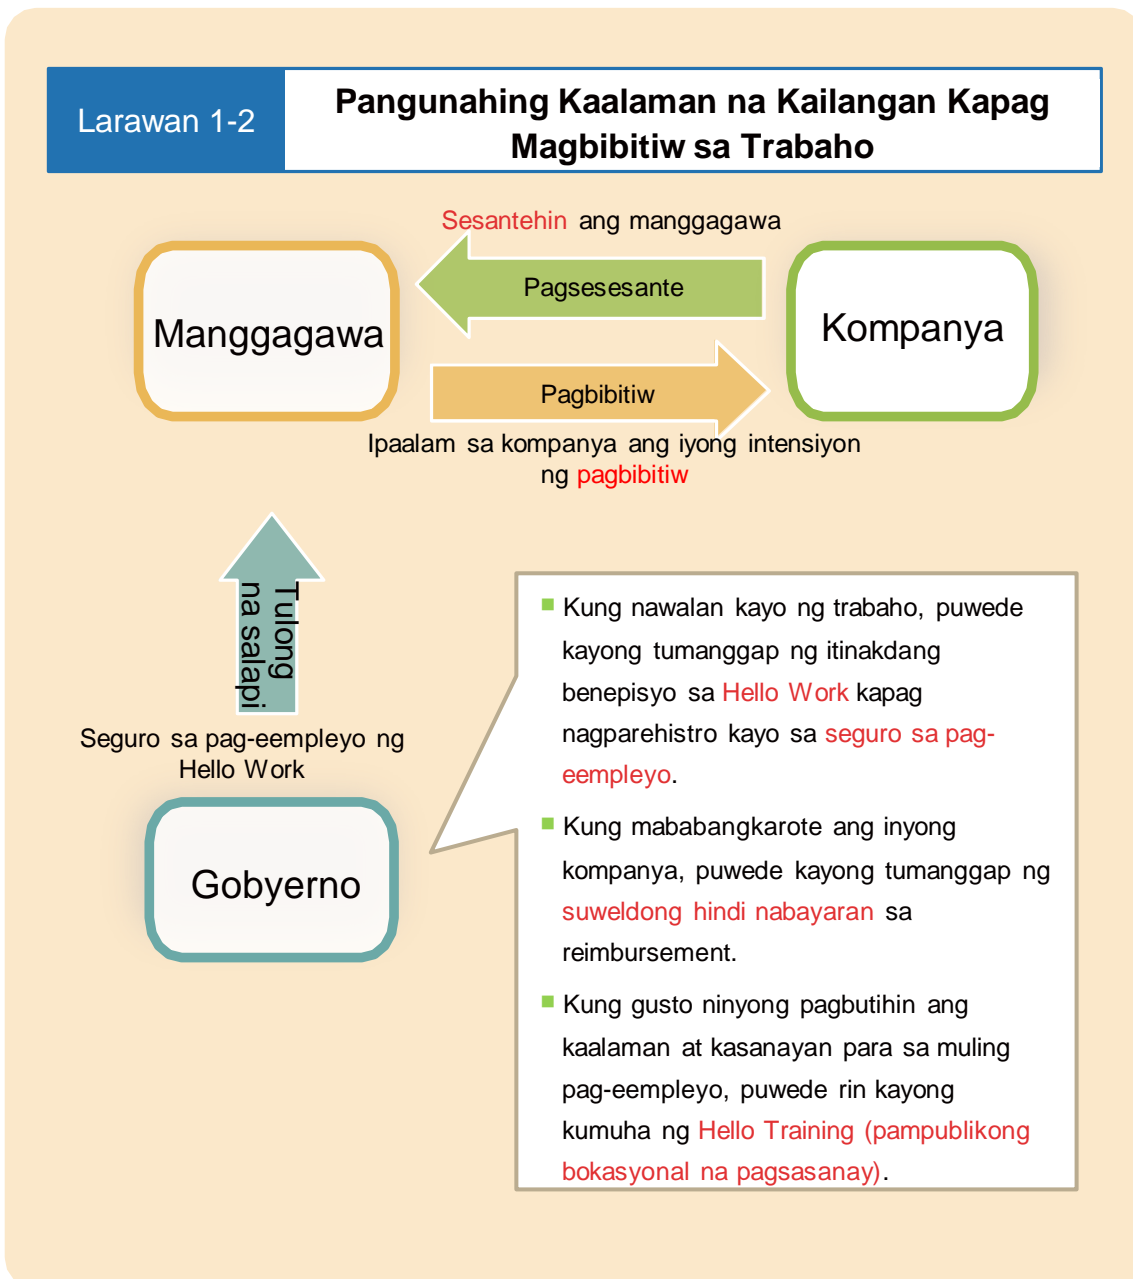 Larawan 1-2
Pangunahing Kaalaman na Kailangan Kapag
Magbibitiw sa Trabaho
Sesantehin ang manggagawa
Pagsesesante
Manggagawa
Kompanya
Pagbibitiw
Ipaalam sa kompanya ang iyong intensiyon
ng pagbibitiw
Tulong
na salapi
Seguro sa pag-eempleyo ng
Hello Work
Gobyerno
Kung nawalan kayo ng trabaho, puwede
kayong tumanggap ng itinakdang
benepisyo sa Hello Work kapag
nagparehistro kayo sa seguro sa pag-
eempleyo.
Kung mababangkarote ang inyong
kompanya, puwede kayong tumanggap ng
suweldong hindi nabayaran sa
reimbursement.
Kung gusto ninyong pagbutihin ang
kaalaman at kasanayan para sa muling
pag-eempleyo, puwede rin kayong
kumuha ng Hello Training (pampublikong
bokasyonal na pagsasanay).